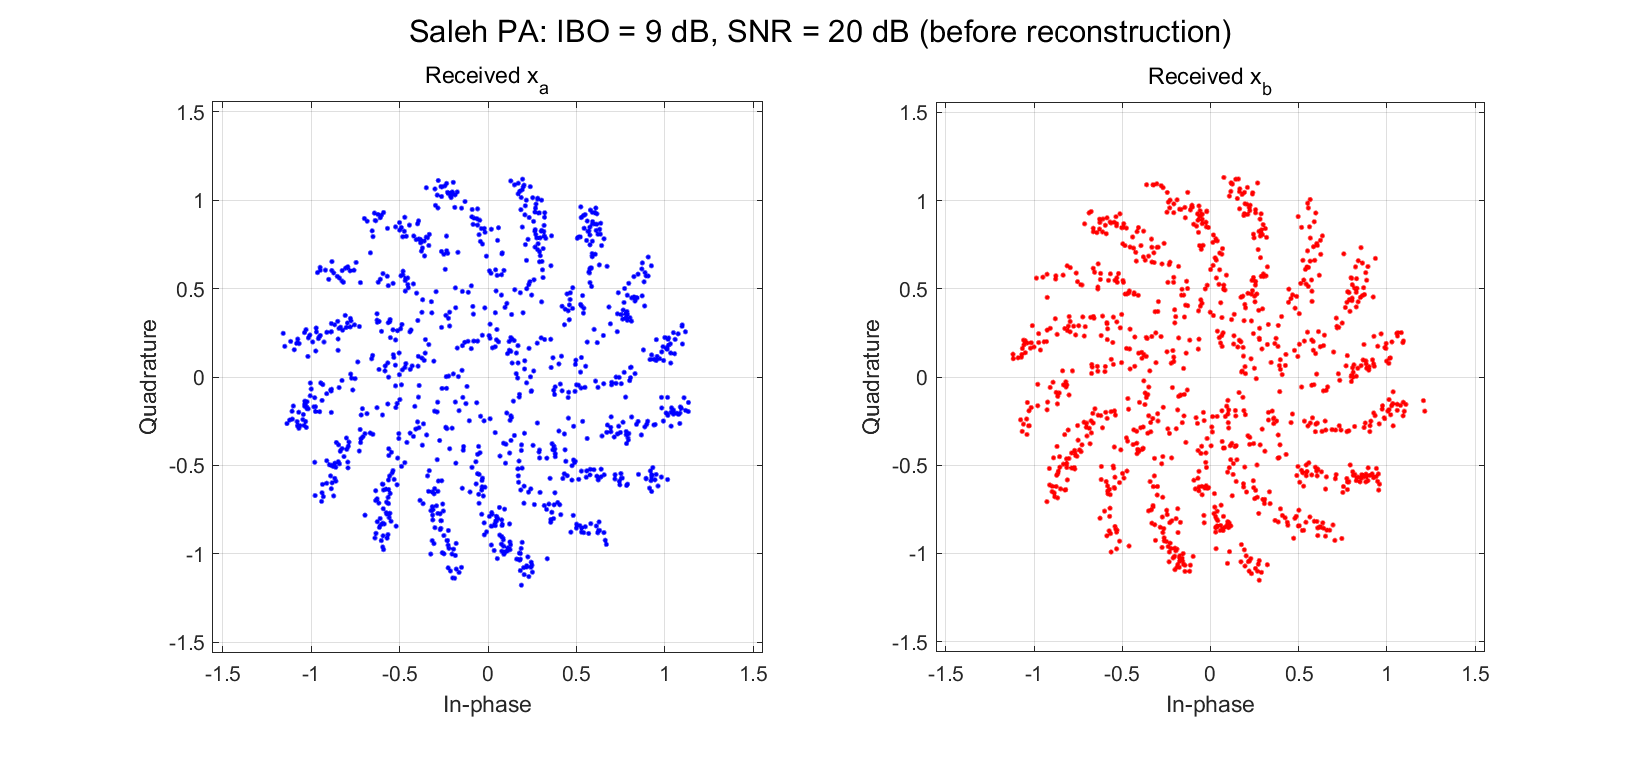 Saleh PA: IBO = 9 dB, SNR = 20 dB (before reconstruction)
Received x_a
1.5
1
0.5
0
-0.5
-1
-1.5
Quadrature
-1.5 -1 -0.5 0 0.5 1 1.5
In-phase
Received x_b
1.5
1
0.5
0
-0.5
-1
-1.5
Quadrature
-1.5 -1 -0.5 0 0.5 1 1.5
In-phase